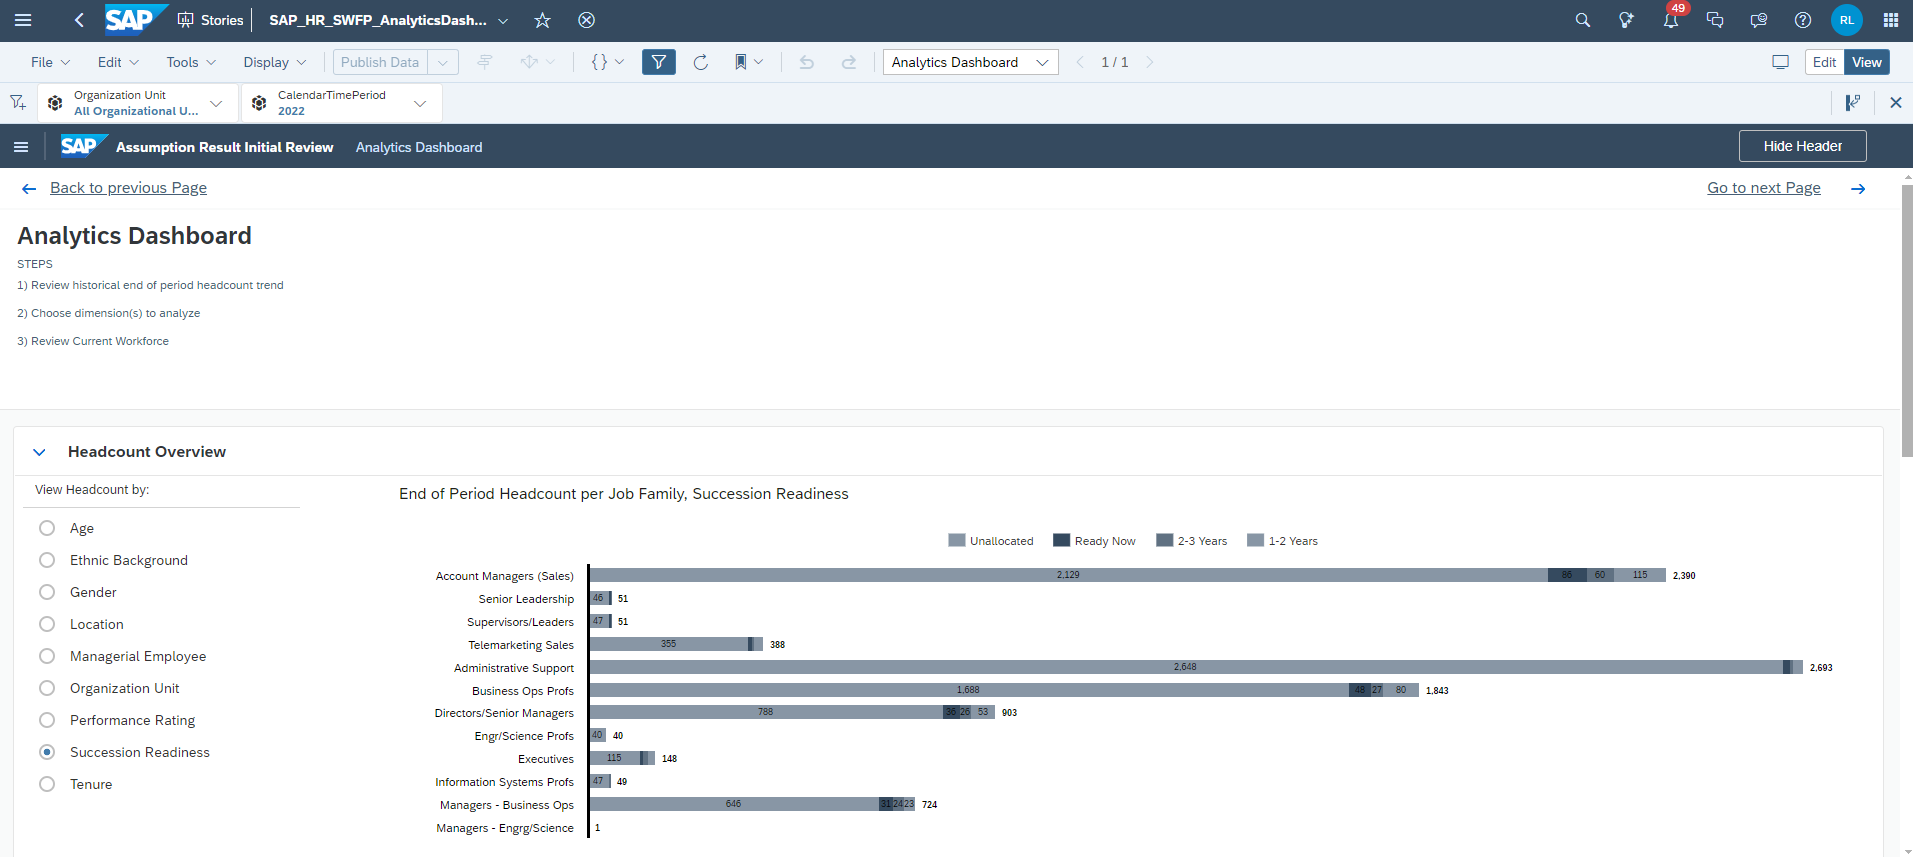 SAP Stories SAP_HR_SWFP_AnalyticsDash... 49 RL
File Edit Tools Display Publish Data { } Analytics Dashboard 1 / 1 Edit View
Organization Unit
All Organizational U...
CalendarTimePeriod
2022
SAP Assumption Result Initial Review Analytics Dashboard Hide Header
Back to previous Page Go to next Page
Analytics Dashboard
STEPS
1) Review historical end of period headcount trend
2) Choose dimension(s) to analyze
3) Review Current Workforce
Headcount Overview
View Headcount by:
Age
Ethnic Background
Gender
Location
Managerial Employee
Organization Unit
Performance Rating
Succession Readiness
Tenure
End of Period Headcount per Job Family, Succession Readiness
Unallocated Ready Now 2-3 Years 1-2 Years
Account Managers (Sales) 2,129 86 60 115 2,390
Senior Leadership 46 51
Supervisors/Leaders 47 51
Telemarketing Sales 355 388
Administrative Support 2,648 2,693
Business Ops Profs 1,688 48 27 80 1,843
Directors/Senior Managers 788 36 26 53 903
Engr/Science Profs 40 40
Executives 115 148
Information Systems Profs 47 49
Managers - Business Ops 646 31 24 23 724
Managers - Engrg/Science 1